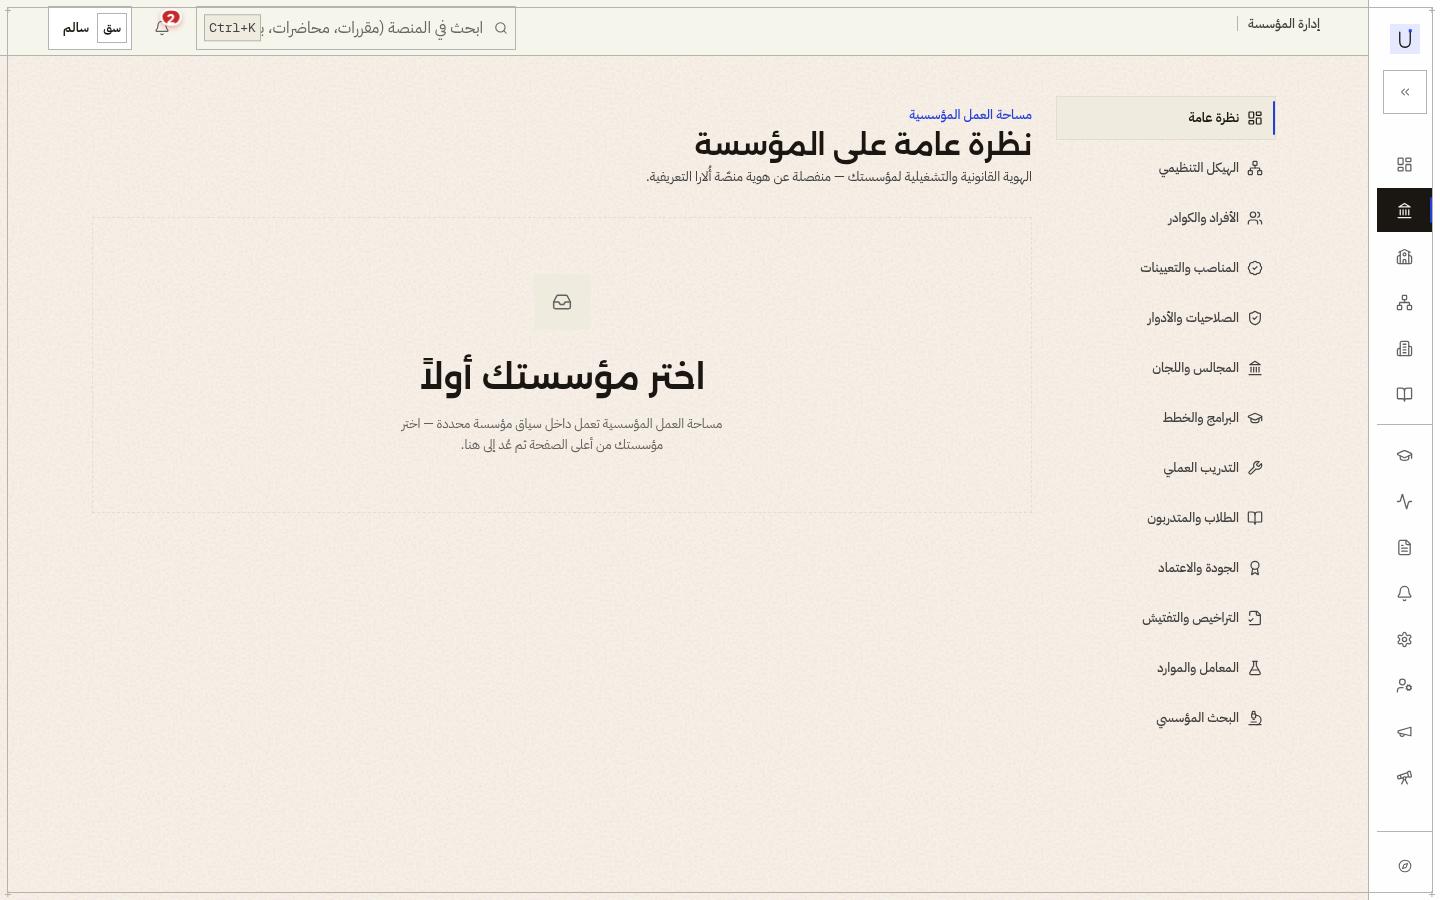 إدارة المؤسسة
ابحث في المنصة (مقررات، محاضرات، ب
Ctrl+K
2
سق
سالم
نظرة عامة
الهيكل التنظيمي
الأفراد والكوادر
المناصب والتعيينات
الصلاحيات والأدوار
المجالس واللجان
البرامج والخطط
التدريب العملي
الطلاب والمتدربون
الجودة والاعتماد
التراخيص والتفتيش
المعامل والموارد
البحث المؤسسي
مساحة العمل المؤسسية
نظرة عامة على المؤسسة
الهوية القانونية والتشغيلية لمؤسستك — منفصلة عن هوية منصّة ألارا التعريفية.
اختر مؤسستك أولاً
مساحة العمل المؤسسية تعمل داخل سياق مؤسسة محددة — اختر
مؤسستك من أعلى الصفحة ثم عُد إلى هنا.